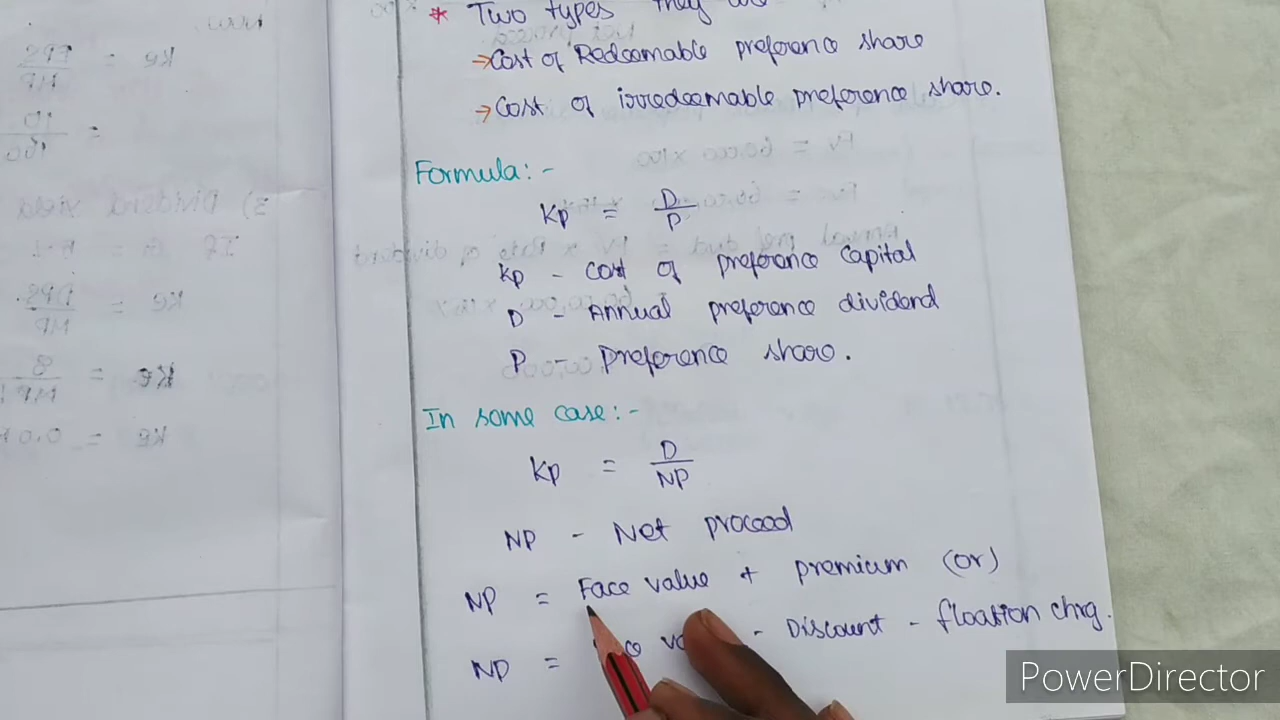 * Two types they are
→ Cost of Redeemable preference share
→ Cost of irredeemable preference share.
Formula:-
Kp = D/P
Kp - Cost of preference Capital
D - Annual preference dividend
P - Preference share.
In some case:-
Kp = D/NP
NP - Net proceed
NP = Face value + premium (or)
NP = - Discount - floation chrg.
PowerDirector